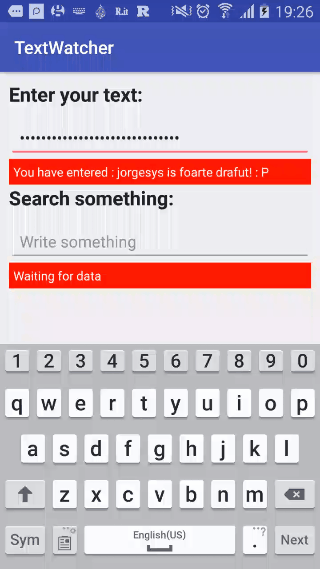 19:26
TextWatcher
Enter your text:
••••••••••••••••••••••••••••••
You have entered : jorgesys is foarte drafut! : P
Search something:
Write something
Waiting for data
1 2 3 4 5 6 7 8 9 0
q w e r t y u i o p
a s d f g h j k l
z x c v b n m
Sym English(US) . ,,? Next